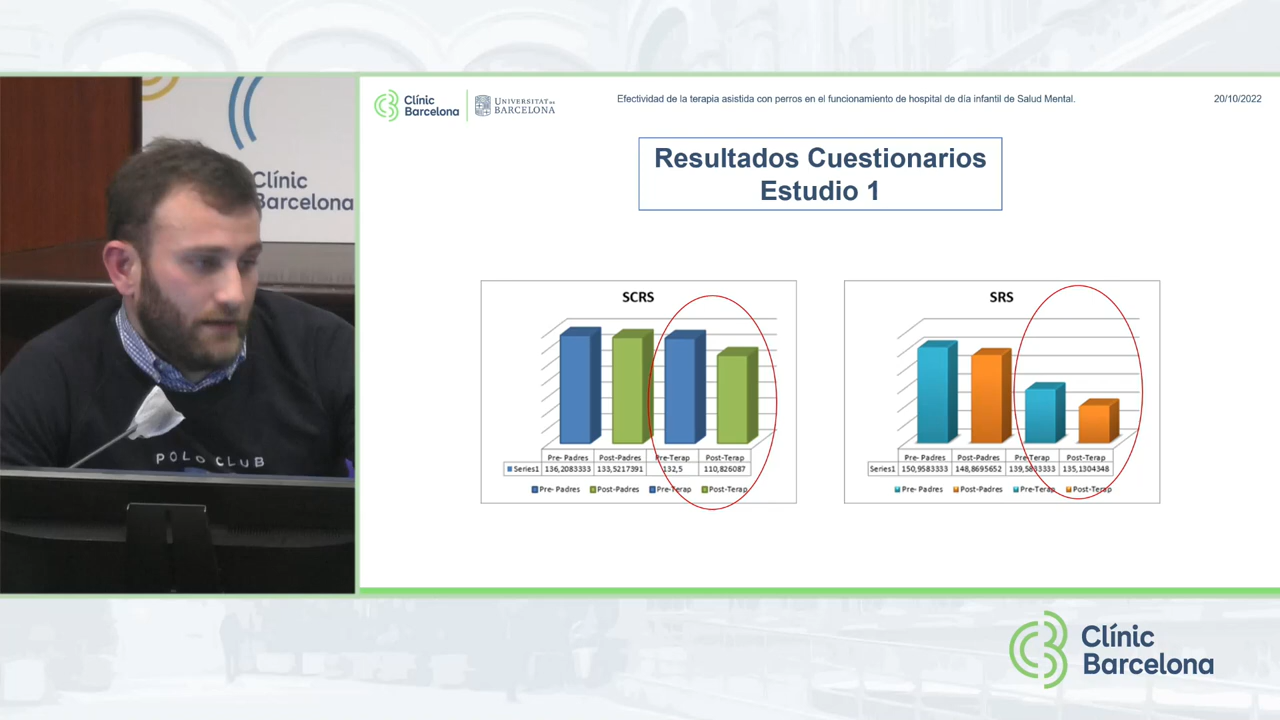 Clínic
Barcelona
POLO CLUB
Clínic
Barcelona
UNIVERSITAT DE
BARCELONA
Efectividad de la terapia asistida con perros en el funcionamiento de hospital de día infantil de Salud Mental.
20/10/2022
Resultados Cuestionarios
Estudio 1
SCRS
Pre- Padres Post-Padres Pre-Terap Post-Terap
Series1 136,2083333 133,5217391 132,5 110,826087
Pre- Padres Post-Padres Pre-Terap Post-Terap
SRS
Pre- Padres Post-Padres Pre-Terap Post-Terap
Series1 150,9583333 148,8695652 139,5833333 135,1304348
Pre- Padres Post-Padres Pre-Terap Post-Terap
Clínic
Barcelona